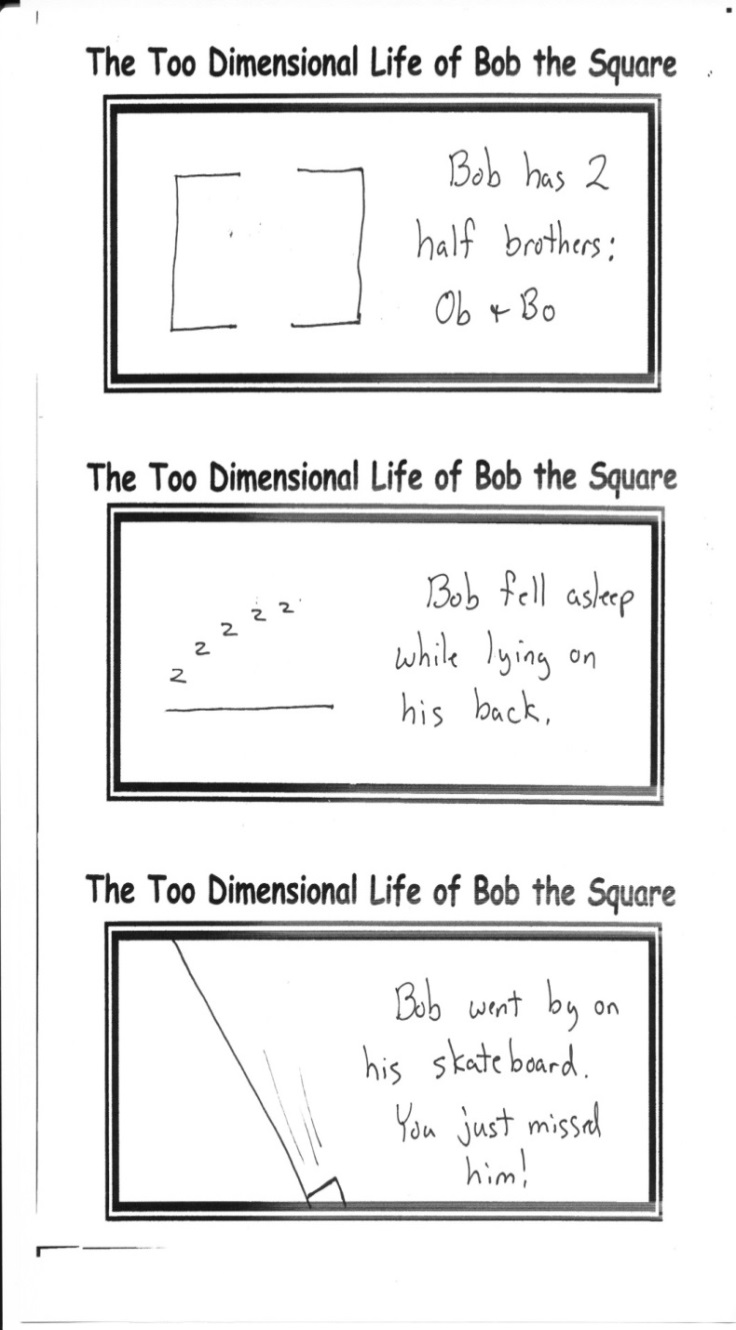 The Too Dimensional Life of Bob the Square
Bob has 2
half brothers:
Ob & Bo
The Too Dimensional Life of Bob the Square
z z z z z
Bob fell asleep
while lying on
his back.
The Too Dimensional Life of Bob the Square
Bob went by on
his skateboard.
You just missed
him!